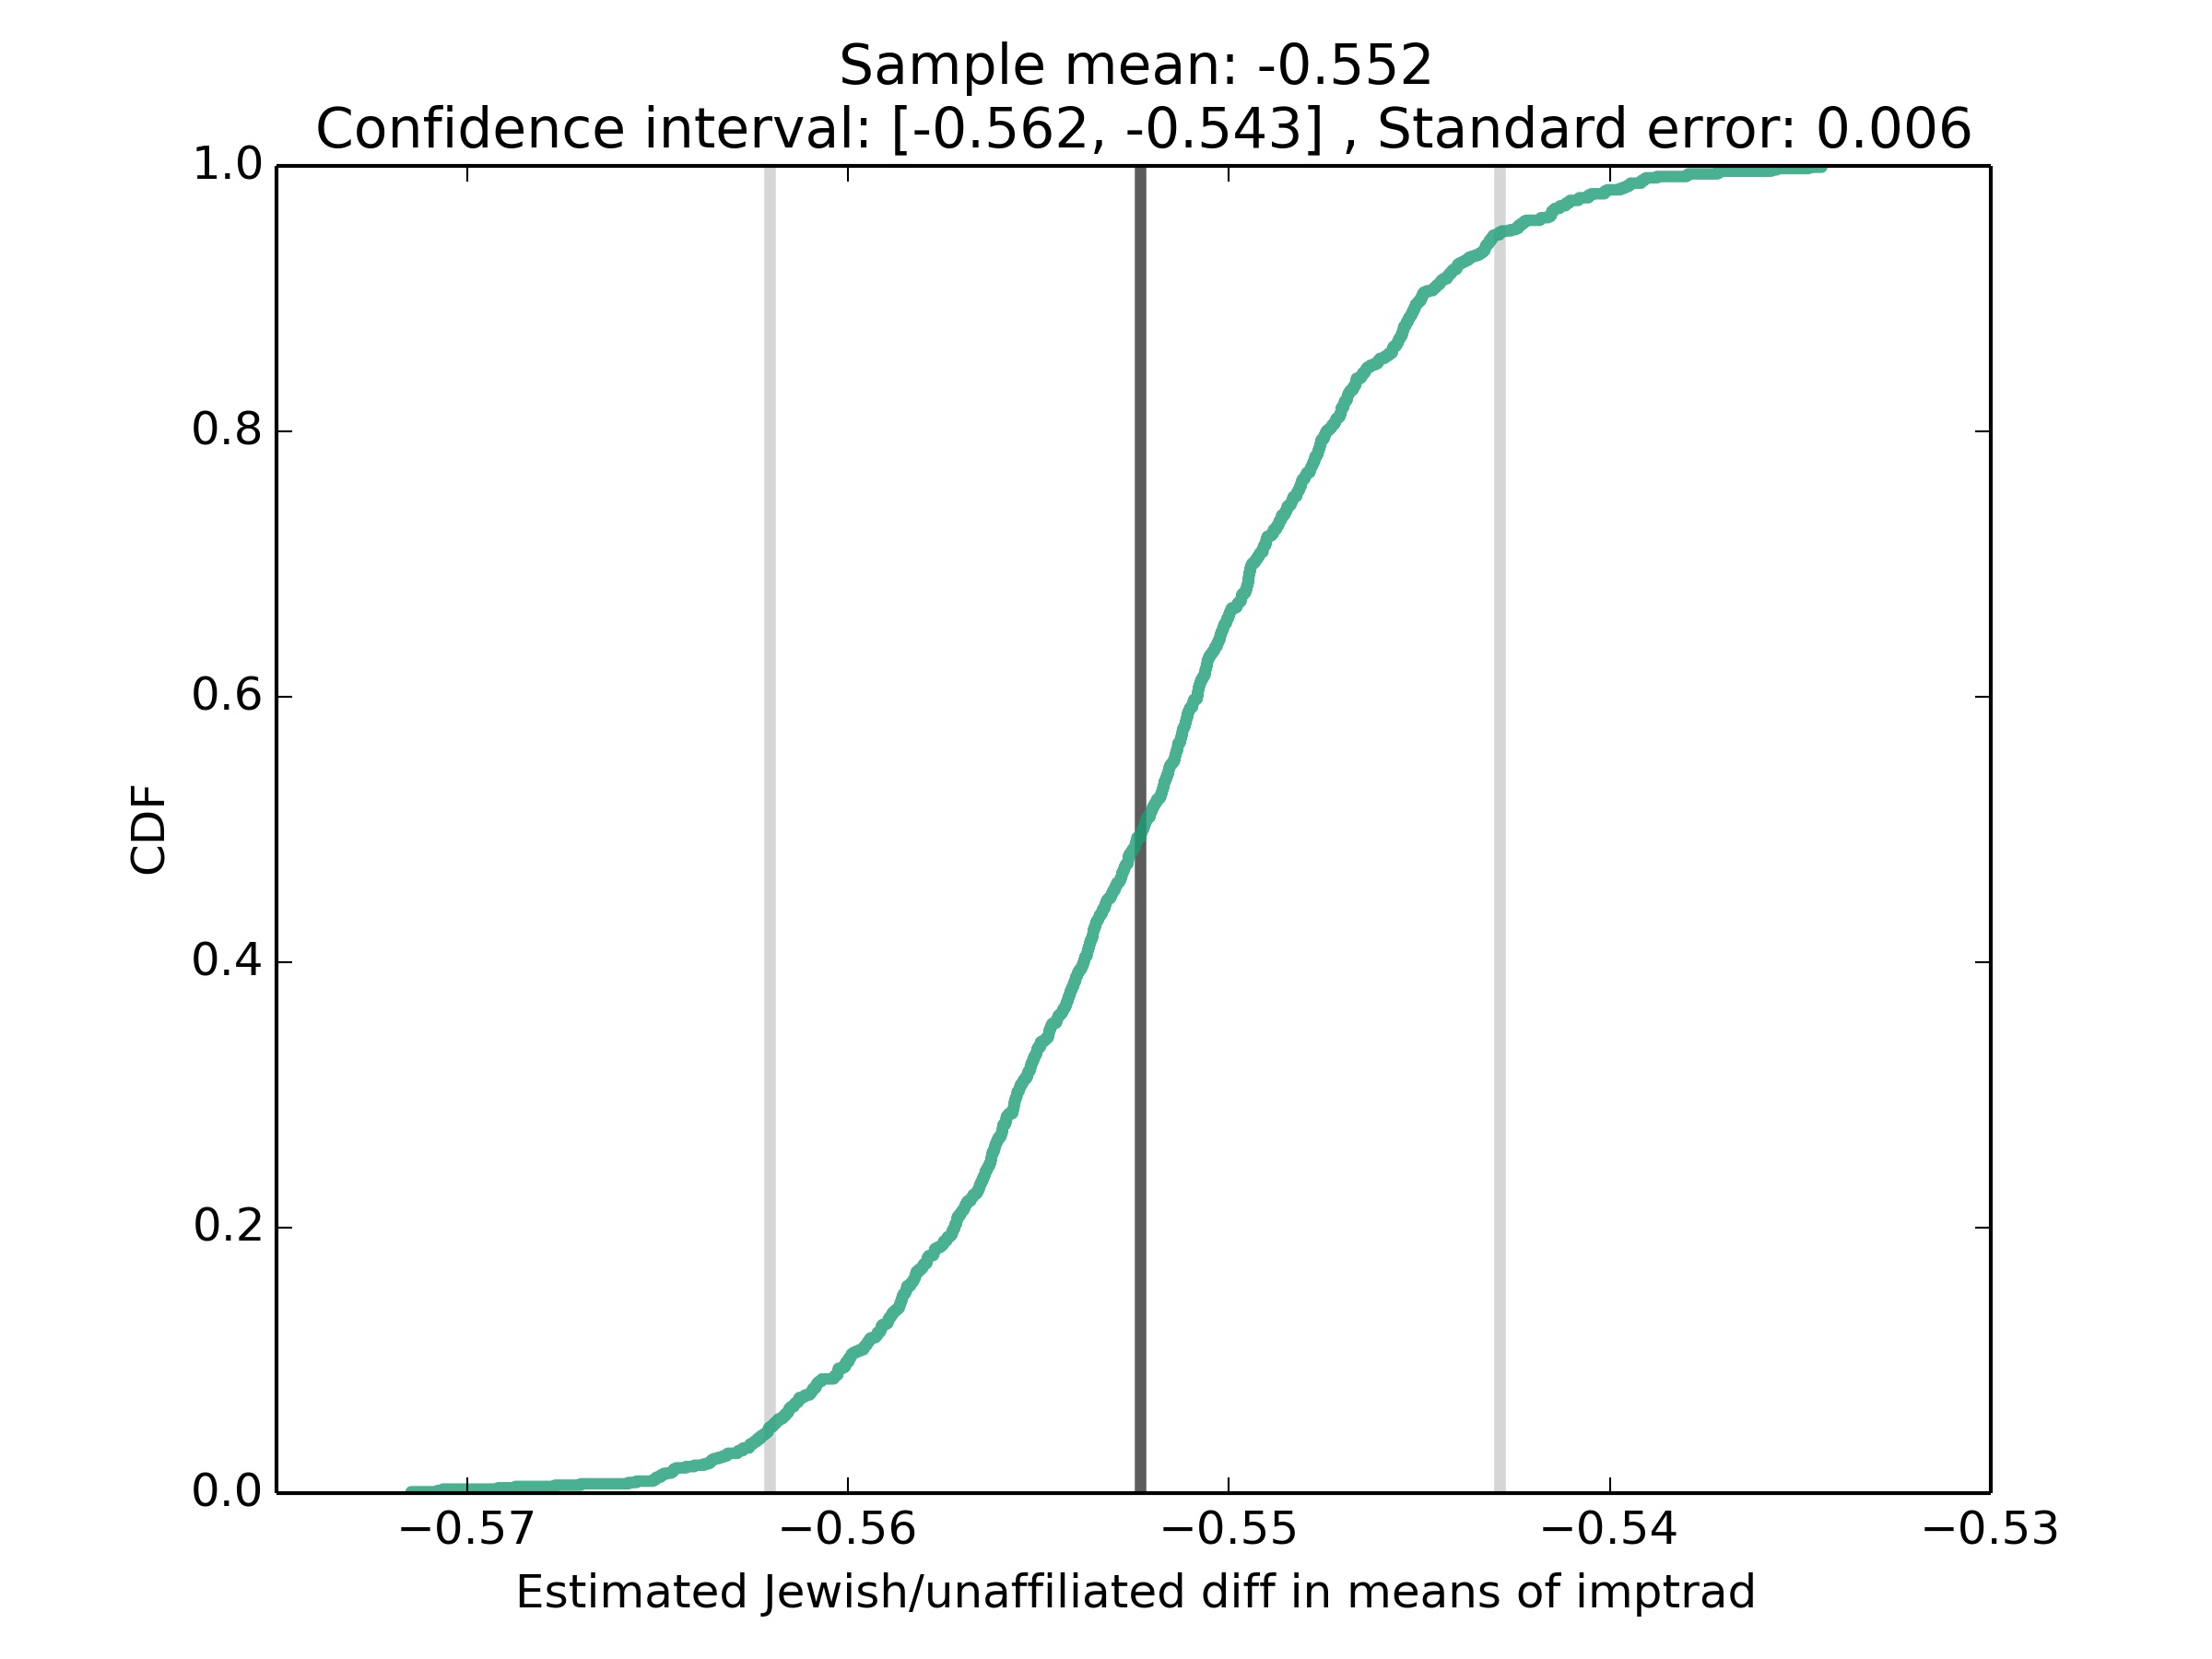 Sample mean: -0.552
Confidence interval: [-0.562, -0.543] , Standard error: 0.006
1.0
0.8
0.6
0.4
0.2
0.0
CDF
−0.57 −0.56 −0.55 −0.54 −0.53
Estimated Jewish/unaffiliated diff in means of imptrad